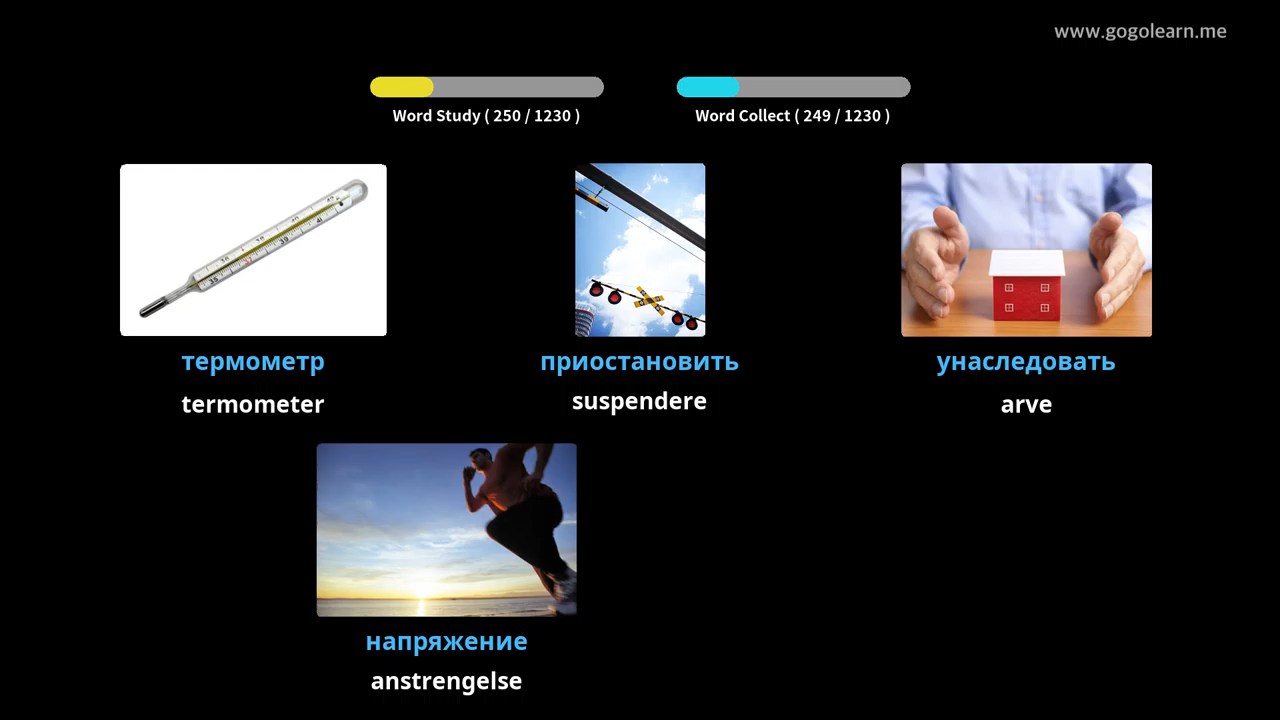 www.gogolearn.me
Word Study ( 250 / 1230 )
Word Collect ( 249 / 1230 )
термометр
termometer
приостановить
suspendere
унаследовать
arve
напряжение
anstrengelse